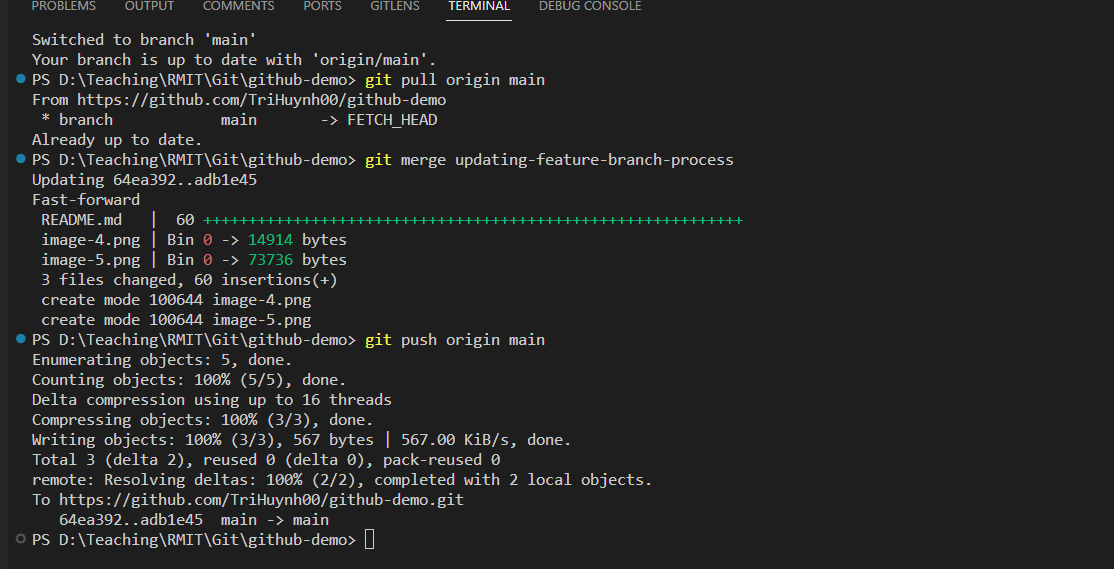 PROBLEMS OUTPUT COMMENTS PORTS GITLENS TERMINAL DEBUG CONSOLE
Switched to branch 'main'
Your branch is up to date with 'origin/main'.
PS D:\Teaching\RMIT\Git\github-demo> git pull origin main
From https://github.com/TriHuynh00/github-demo
 * branch            main       -> FETCH_HEAD
Already up to date.
PS D:\Teaching\RMIT\Git\github-demo> git merge updating-feature-branch-process
Updating 64ea392..adb1e45
Fast-forward
 README.md   |  60 ++++++++++++++++++++++++++++++++++++++++++++++++++++++++++++
 image-4.png | Bin 0 -> 14914 bytes
 image-5.png | Bin 0 -> 73736 bytes
 3 files changed, 60 insertions(+)
 create mode 100644 image-4.png
 create mode 100644 image-5.png
PS D:\Teaching\RMIT\Git\github-demo> git push origin main
Enumerating objects: 5, done.
Counting objects: 100% (5/5), done.
Delta compression using up to 16 threads
Compressing objects: 100% (3/3), done.
Writing objects: 100% (3/3), 567 bytes | 567.00 KiB/s, done.
Total 3 (delta 2), reused 0 (delta 0), pack-reused 0
remote: Resolving deltas: 100% (2/2), completed with 2 local objects.
To https://github.com/TriHuynh00/github-demo.git
   64ea392..adb1e45  main -> main
PS D:\Teaching\RMIT\Git\github-demo>